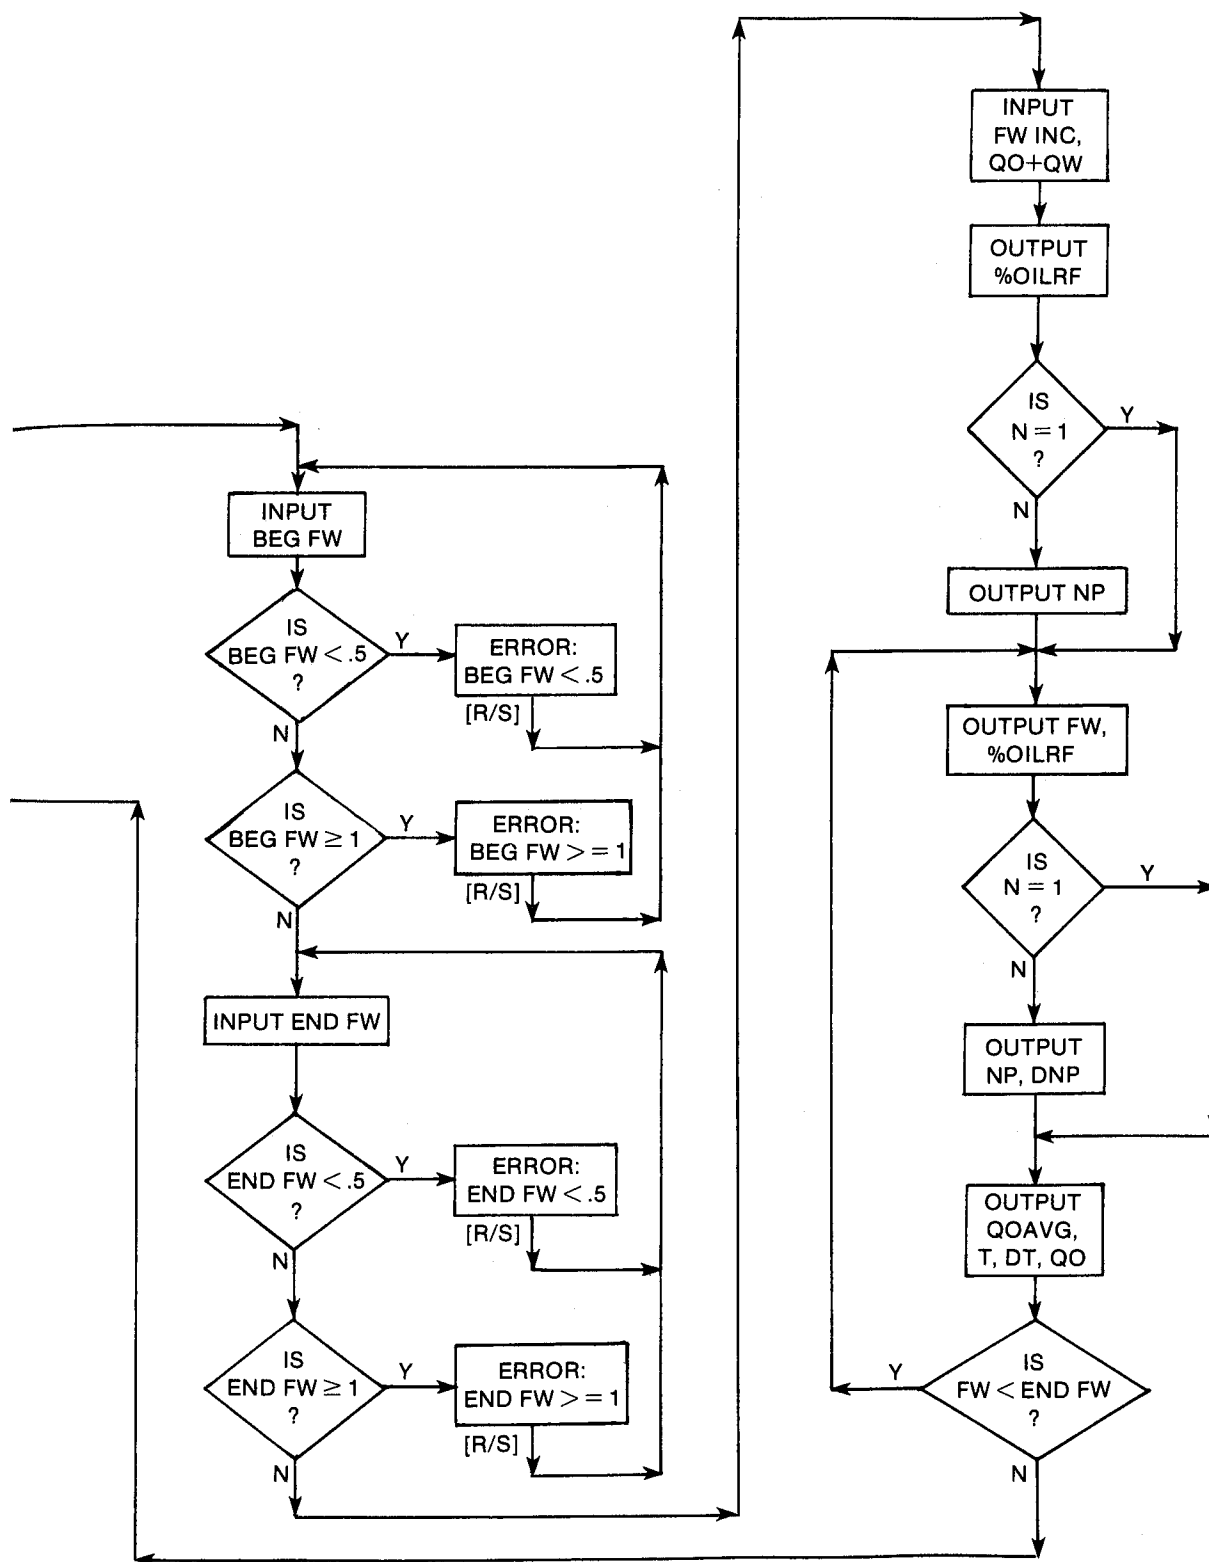 INPUT
BEG FW
IS
BEG FW < .5
?
Y
ERROR:
BEG FW < .5
[R/S]
N
IS
BEG FW ≥ 1
?
Y
ERROR:
BEG FW > = 1
[R/S]
N
INPUT END FW
IS
END FW < .5
?
Y
ERROR:
END FW < .5
[R/S]
N
IS
END FW ≥ 1
?
Y
ERROR:
END FW > = 1
[R/S]
N
INPUT
FW INC,
QO+QW
OUTPUT
%OILRF
IS
N = 1
?
Y
N
OUTPUT NP
OUTPUT FW,
%OILRF
IS
N = 1
?
Y
N
OUTPUT
NP, DNP
OUTPUT
QOAVG,
T, DT, QO
IS
FW < END FW
?
Y
N